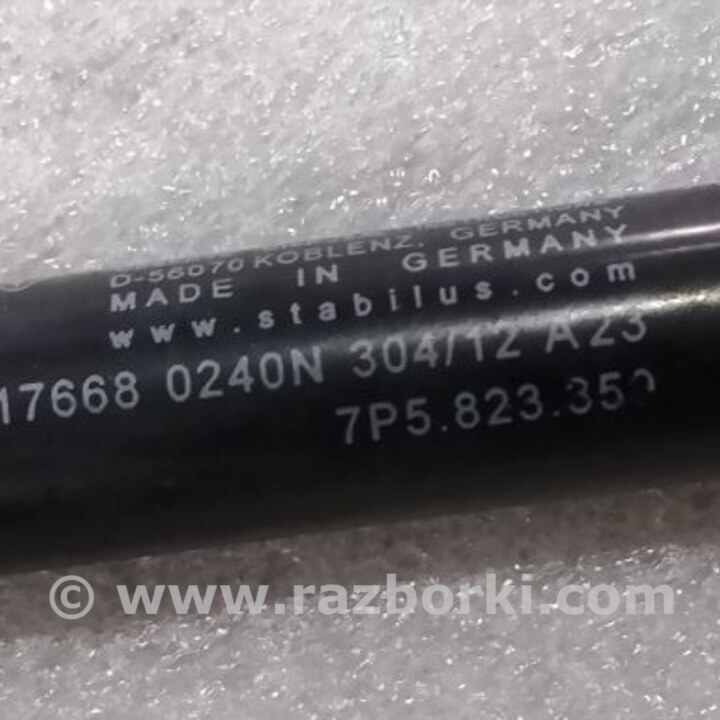 D-56070 KOBLENZ, GERMANY
MADE IN GERMANY
www.stabilus.com
17668 0240N 304/12 A23
7P5.823.359
© www.razborki.com